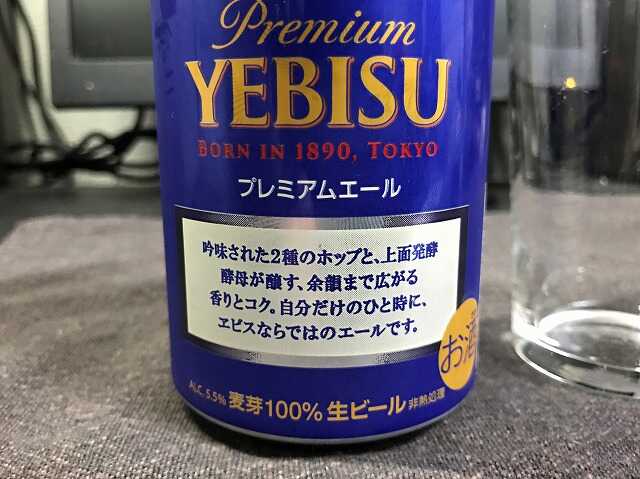 Premium
YEBISU
BORN IN 1890, TOKYO
プレミアムエール
吟味された2種のホップと、上面発酵
酵母が醸す、余韻まで広がる
香りとコク。自分だけのひと時に、
ヱビスならではのエールです。
お酒
ALC. 5.5% 麦芽100% 生ビール 非熱処理